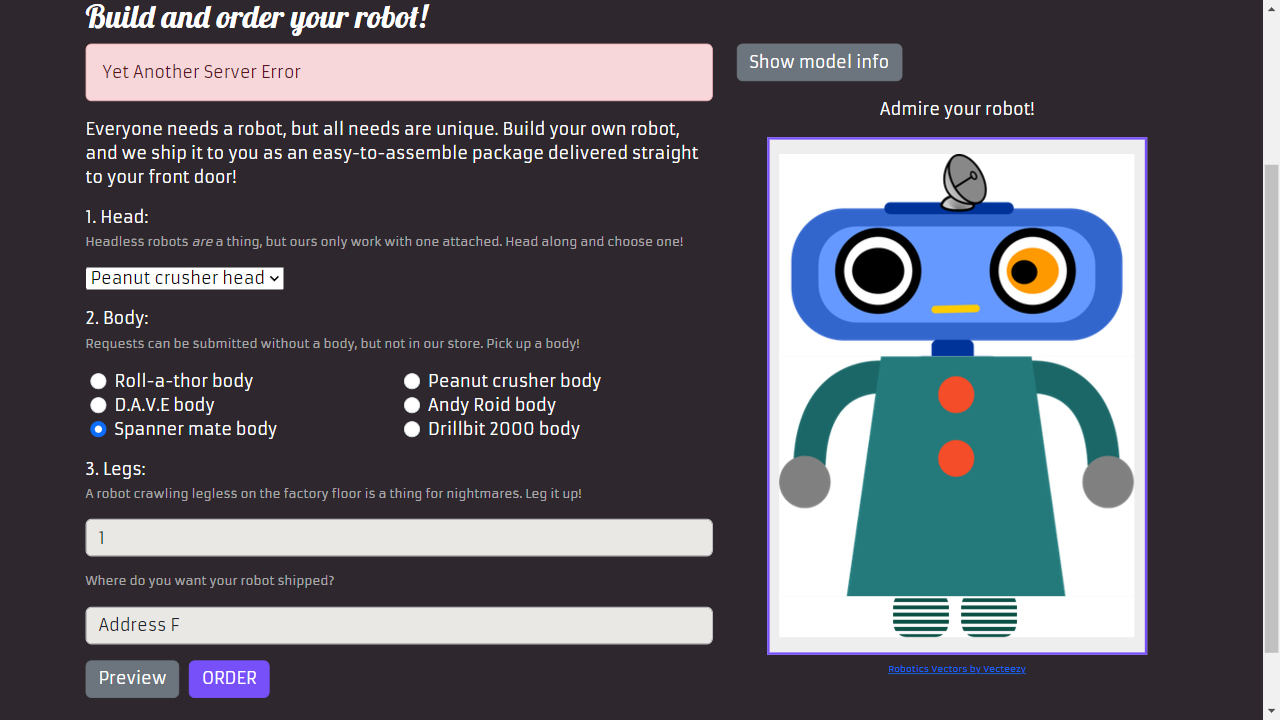 Build and order your robot!
Yet Another Server Error
Everyone needs a robot, but all needs are unique. Build your own robot,
and we ship it to you as an easy-to-assemble package delivered straight
to your front door!
1. Head:
Headless robots are a thing, but ours only work with one attached. Head along and choose one!
Peanut crusher head
2. Body:
Requests can be submitted without a body, but not in our store. Pick up a body!
Roll-a-thor body
Peanut crusher body
D.A.V.E body
Andy Roid body
Spanner mate body
Drillbit 2000 body
3. Legs:
A robot crawling legless on the factory floor is a thing for nightmares. Leg it up!
1
Where do you want your robot shipped?
Address F
Preview
ORDER
Show model info
Admire your robot!
Robotics Vectors by Vecteezy